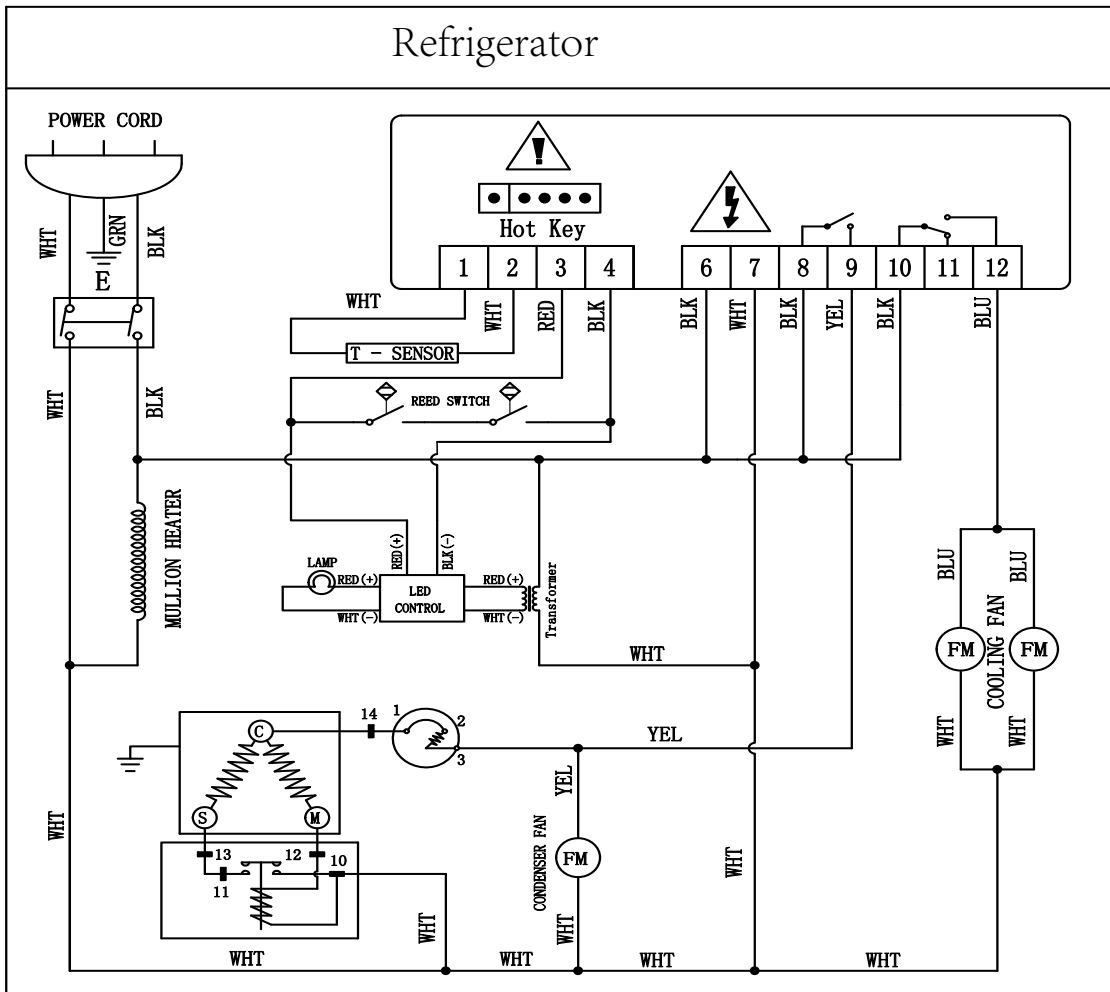 Refrigerator
POWER CORD
WHT
GRN
BLK
E
WHT
BLK
Hot Key
1 2 3 4 6 7 8 9 10 11 12
WHT
WHT
RED
BLK
BLK
WHT
BLK
YEL
BLK
BLU
T - SENSOR
REED SWITCH
MULLION HEATER
LAMP
RED(+)
WHT(-)
RED(+)
BLK(-)
LED
CONTROL
RED(+)
WHT(-)
Transformer
WHT
BLU
BLU
FM
COOLING FAN
FM
WHT
WHT
C
S
M
14
1
2
3
YEL
YEL
CONDENSER FAN
FM
WHT
WHT
WHT
13
12
10
11
WHT
WHT
WHT
WHT
WHT